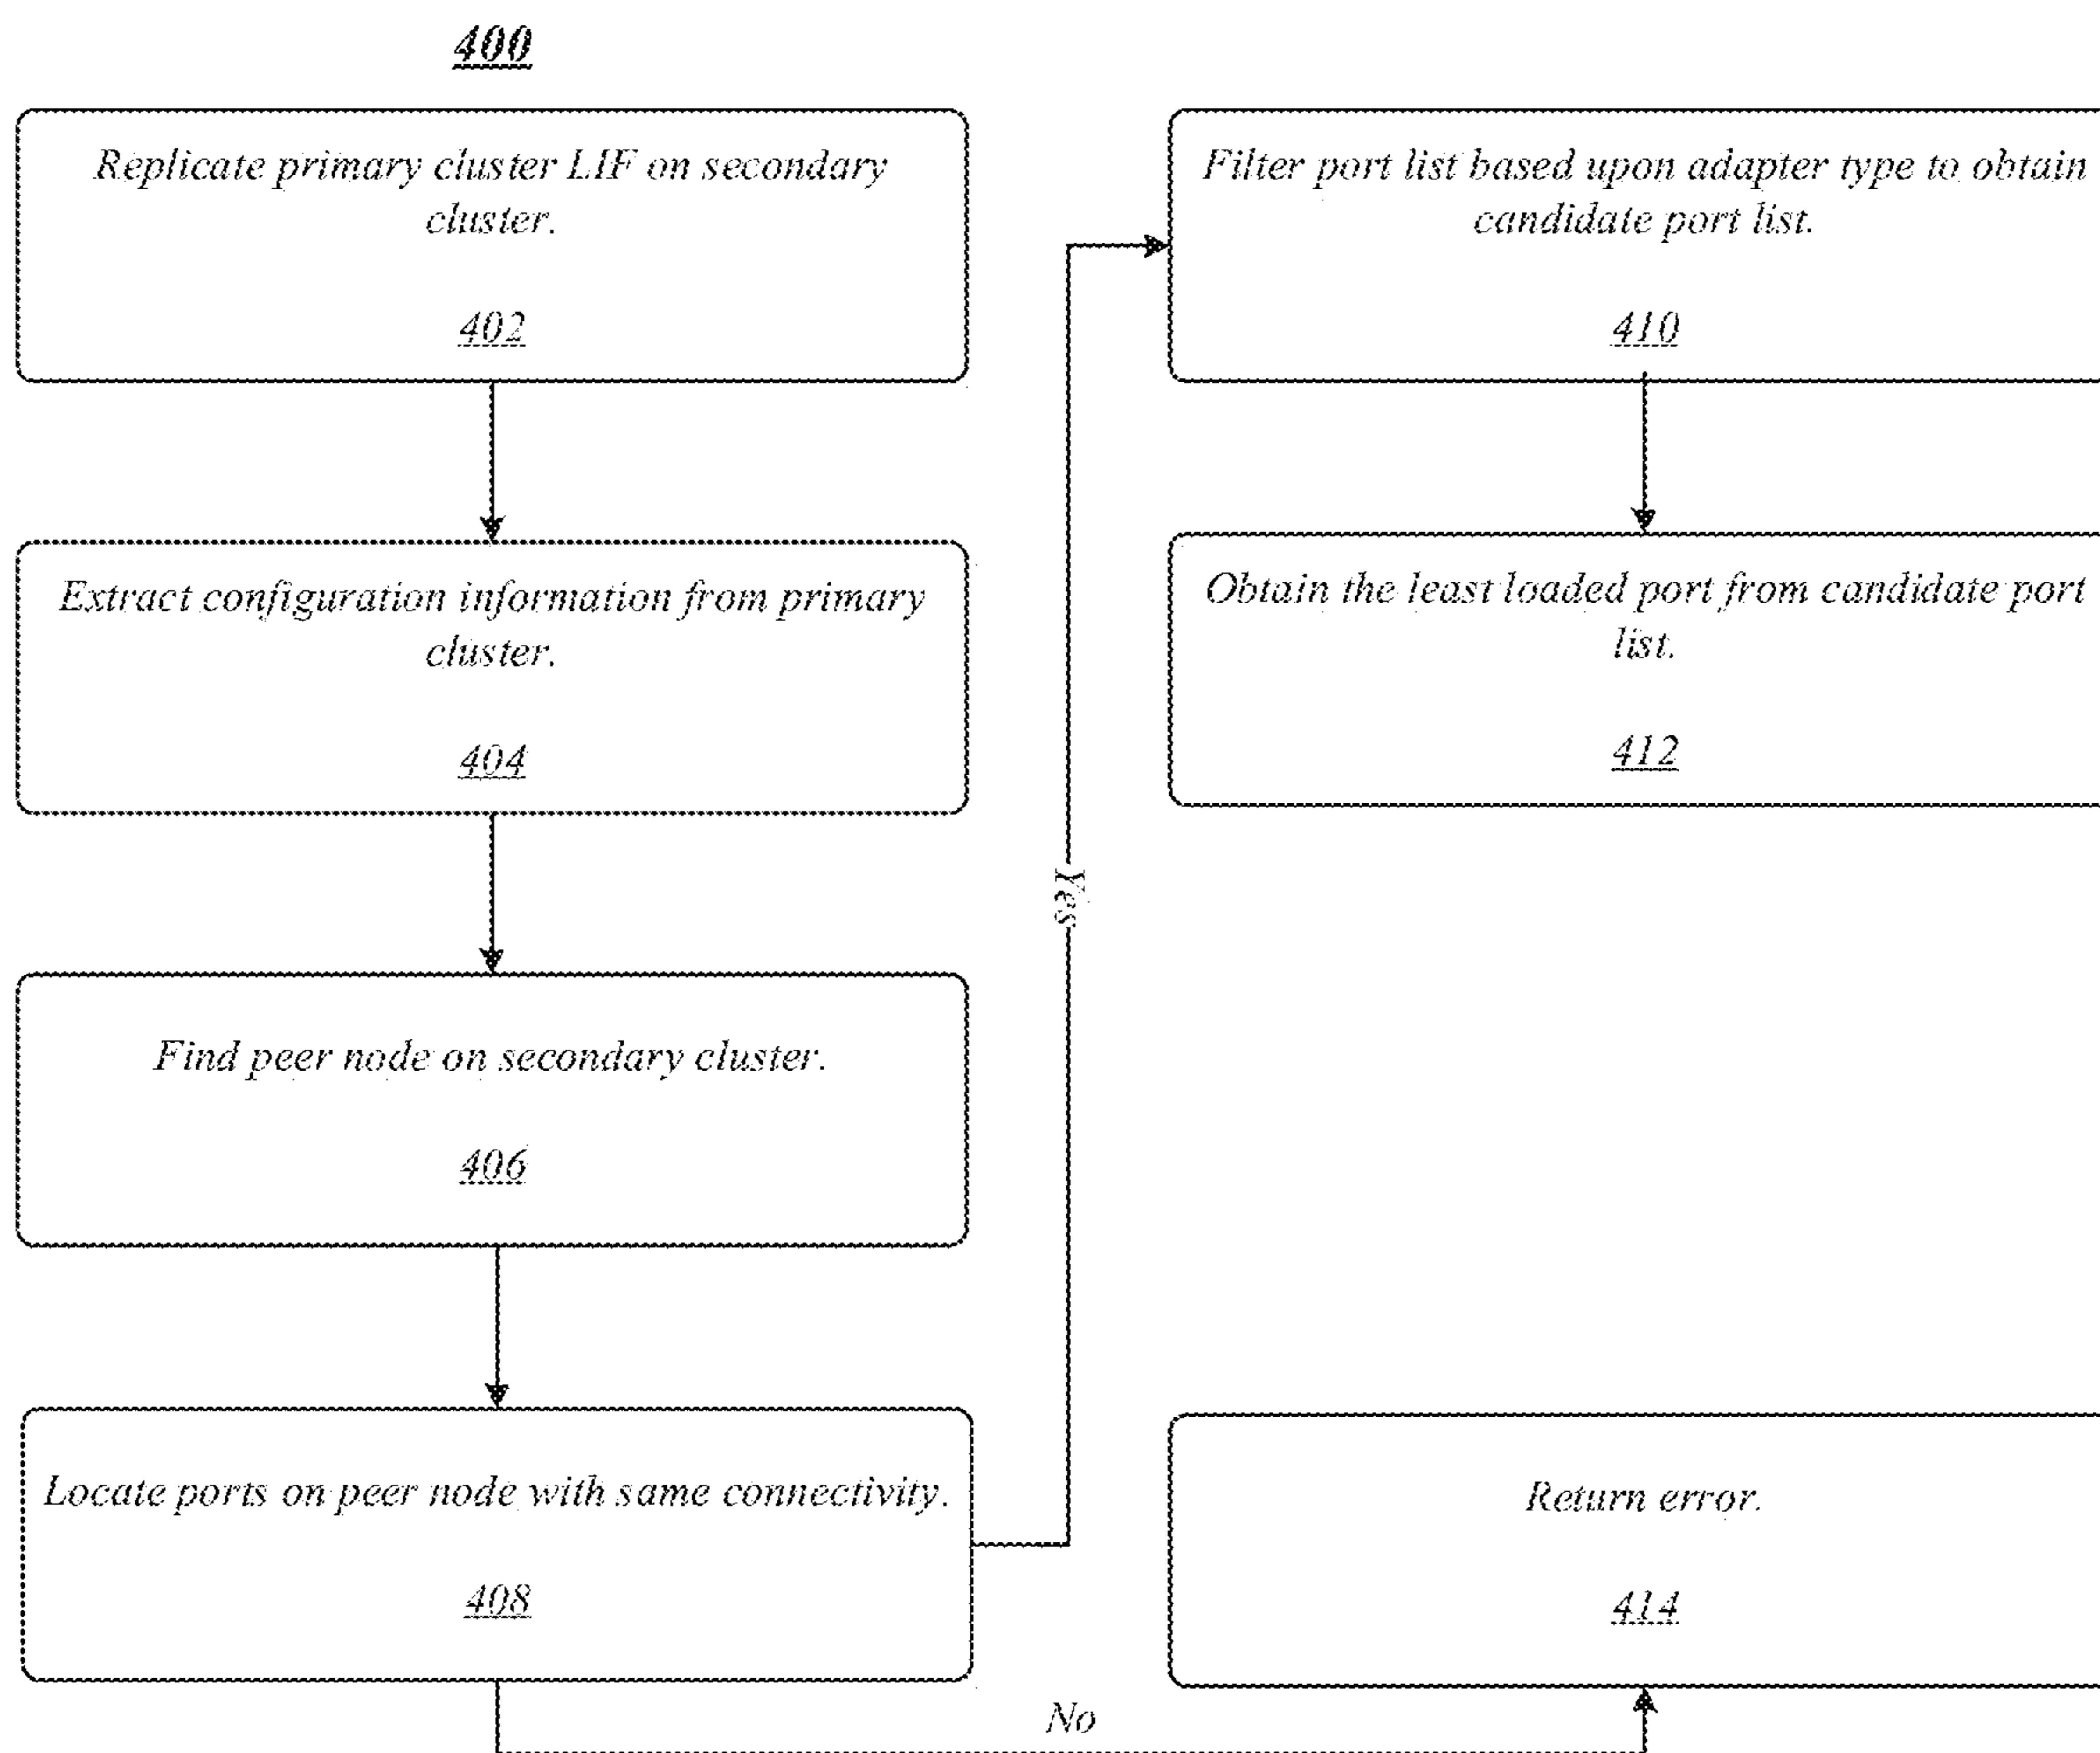 400
Replicate primary cluster LIF on secondary
cluster.
402
Extract configuration information from primary
cluster.
404
Find peer node on secondary cluster.
406
Locate ports on peer node with same connectivity.
408
Yes
No
Filter port list based upon adapter type to obtain
candidate port list.
410
Obtain the least loaded port from candidate port
list.
412
Return error.
414